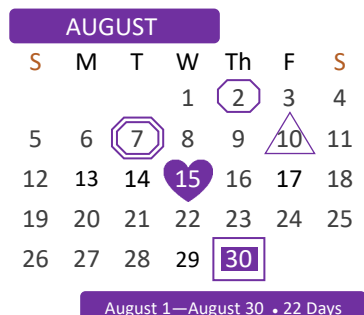 AUGUST
S M T W Th F S
1 2 3 4
5 6 7 8 9 10 11
12 13 14 15 16 17 18
19 20 21 22 23 24 25
26 27 28 29 30
August 1—August 30 • 22 Days